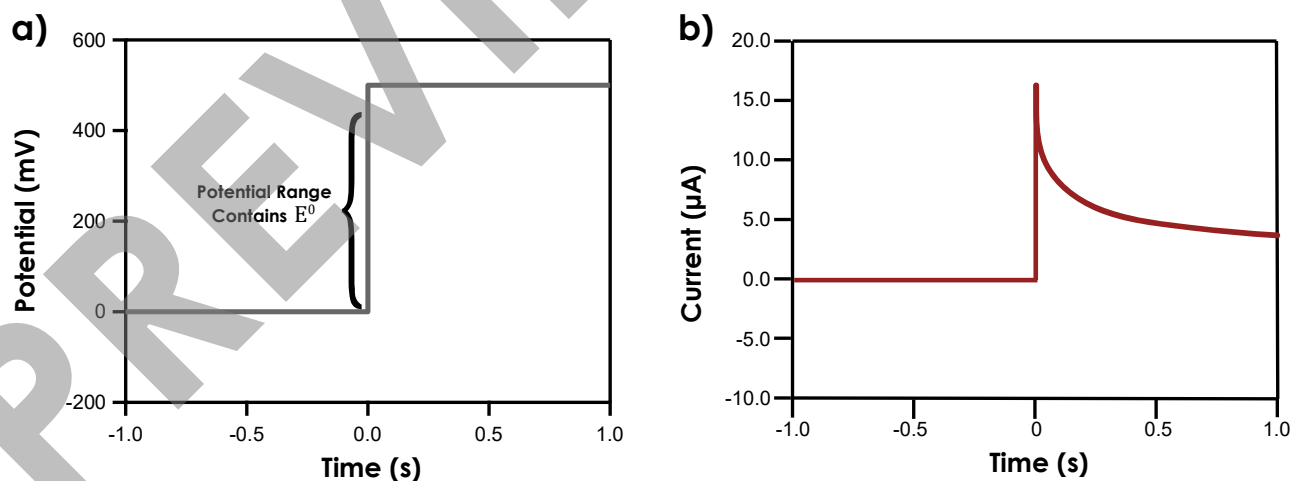 a)
600
400
200
0
-200
Potential (mV)
Potential Range
Contains E⁰
-1.0
-0.5
0.0
0.5
1.0
Time (s)
b)
20.0
15.0
10.0
5.0
0.0
-5.0
-10.0
Current (µA)
-1.0
-0.5
0
0.5
1.0
Time (s)